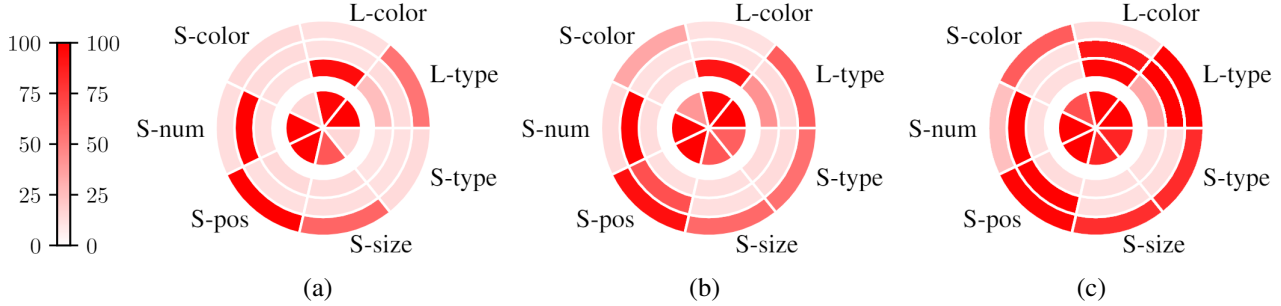 100 100
75 75
50 50
25 25
0 0
L-color
S-color
L-type
S-num
S-type
S-pos
S-size
(a)
L-color
S-color
L-type
S-num
S-type
S-pos
S-size
(b)
L-color
S-color
L-type
S-num
S-type
S-pos
S-size
(c)